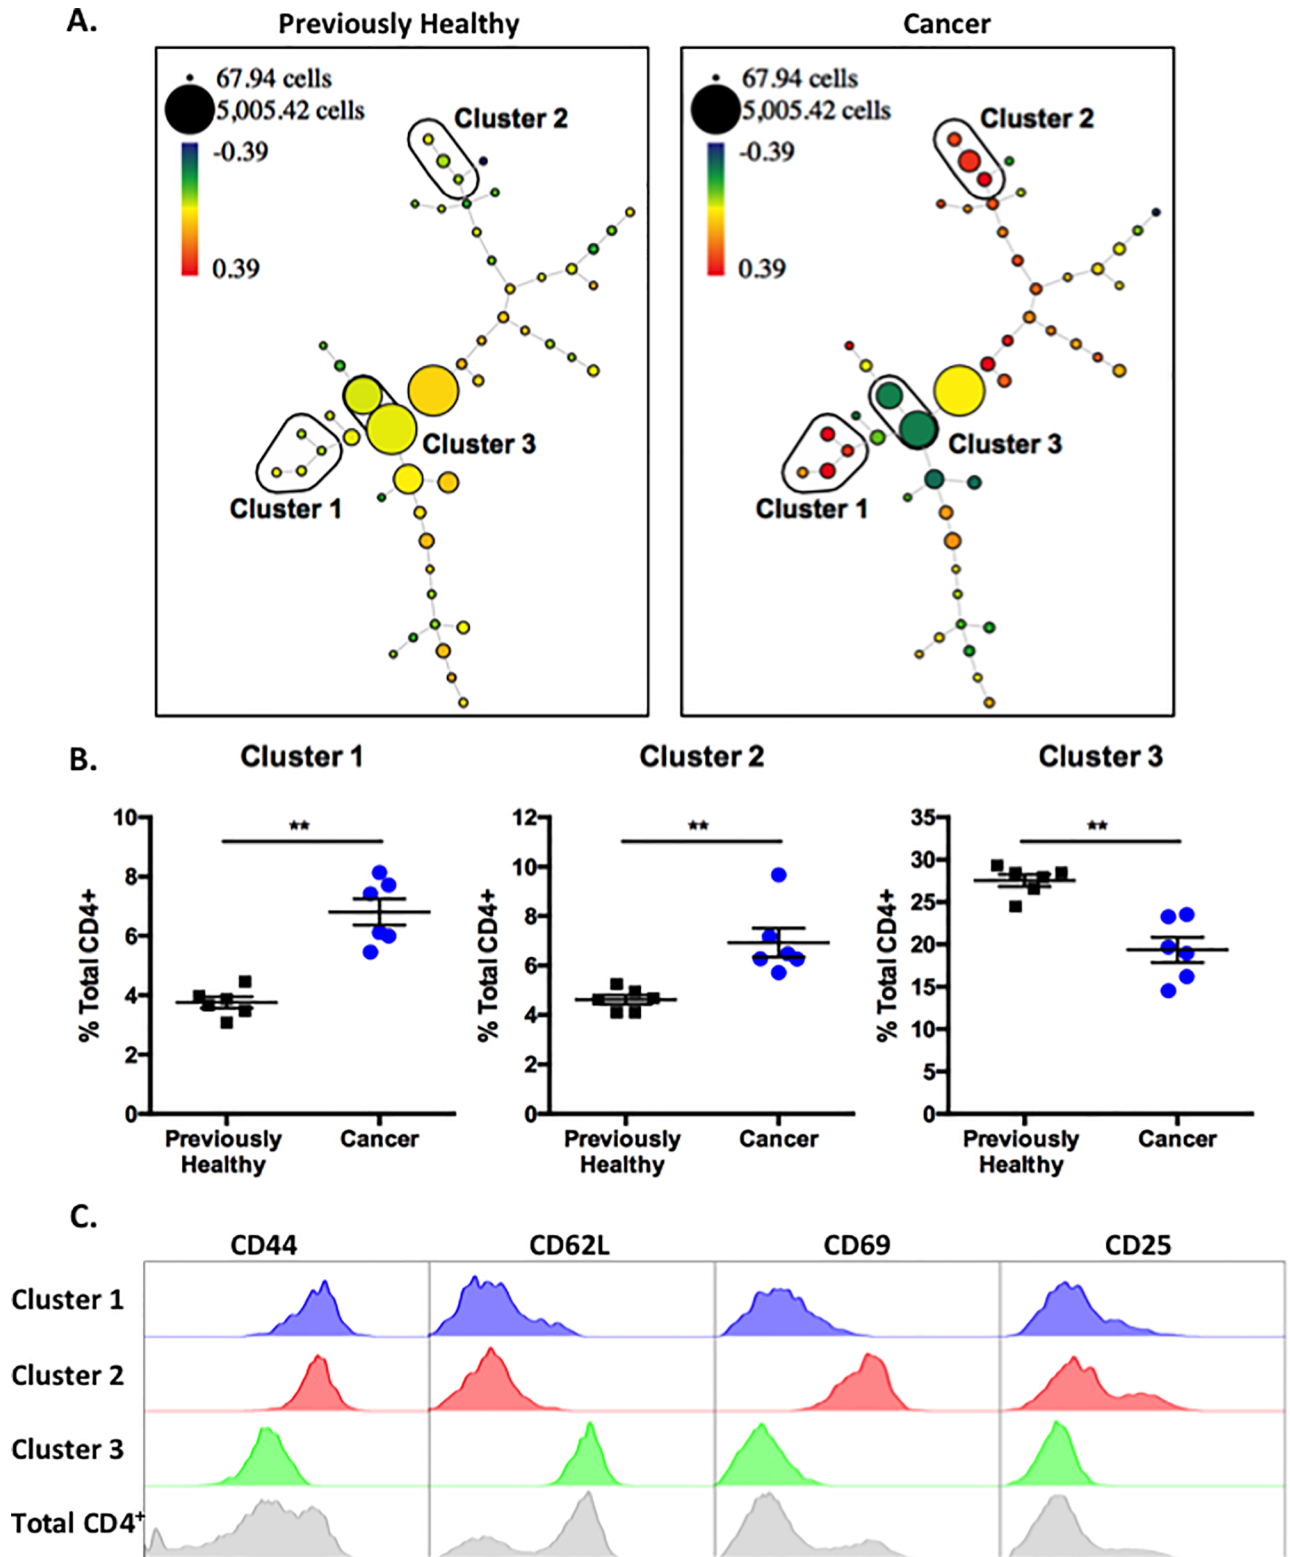 A.
Previously Healthy
Cancer
67.94 cells
5,005.42 cells
-0.39
0.39
Cluster 2
Cluster 3
Cluster 1
67.94 cells
5,005.42 cells
-0.39
0.39
Cluster 2
Cluster 3
Cluster 1
B.
Cluster 1
Cluster 2
Cluster 3
% Total CD4+
10
8
6
4
2
0
**
Previously
Healthy
Cancer
% Total CD4+
12
10
8
6
4
2
0
**
Previously
Healthy
Cancer
% Total CD4+
35
30
25
20
15
10
5
0
**
Previously
Healthy
Cancer
C.
CD44 CD62L CD69 CD25
Cluster 1
Cluster 2
Cluster 3
Total CD4⁺